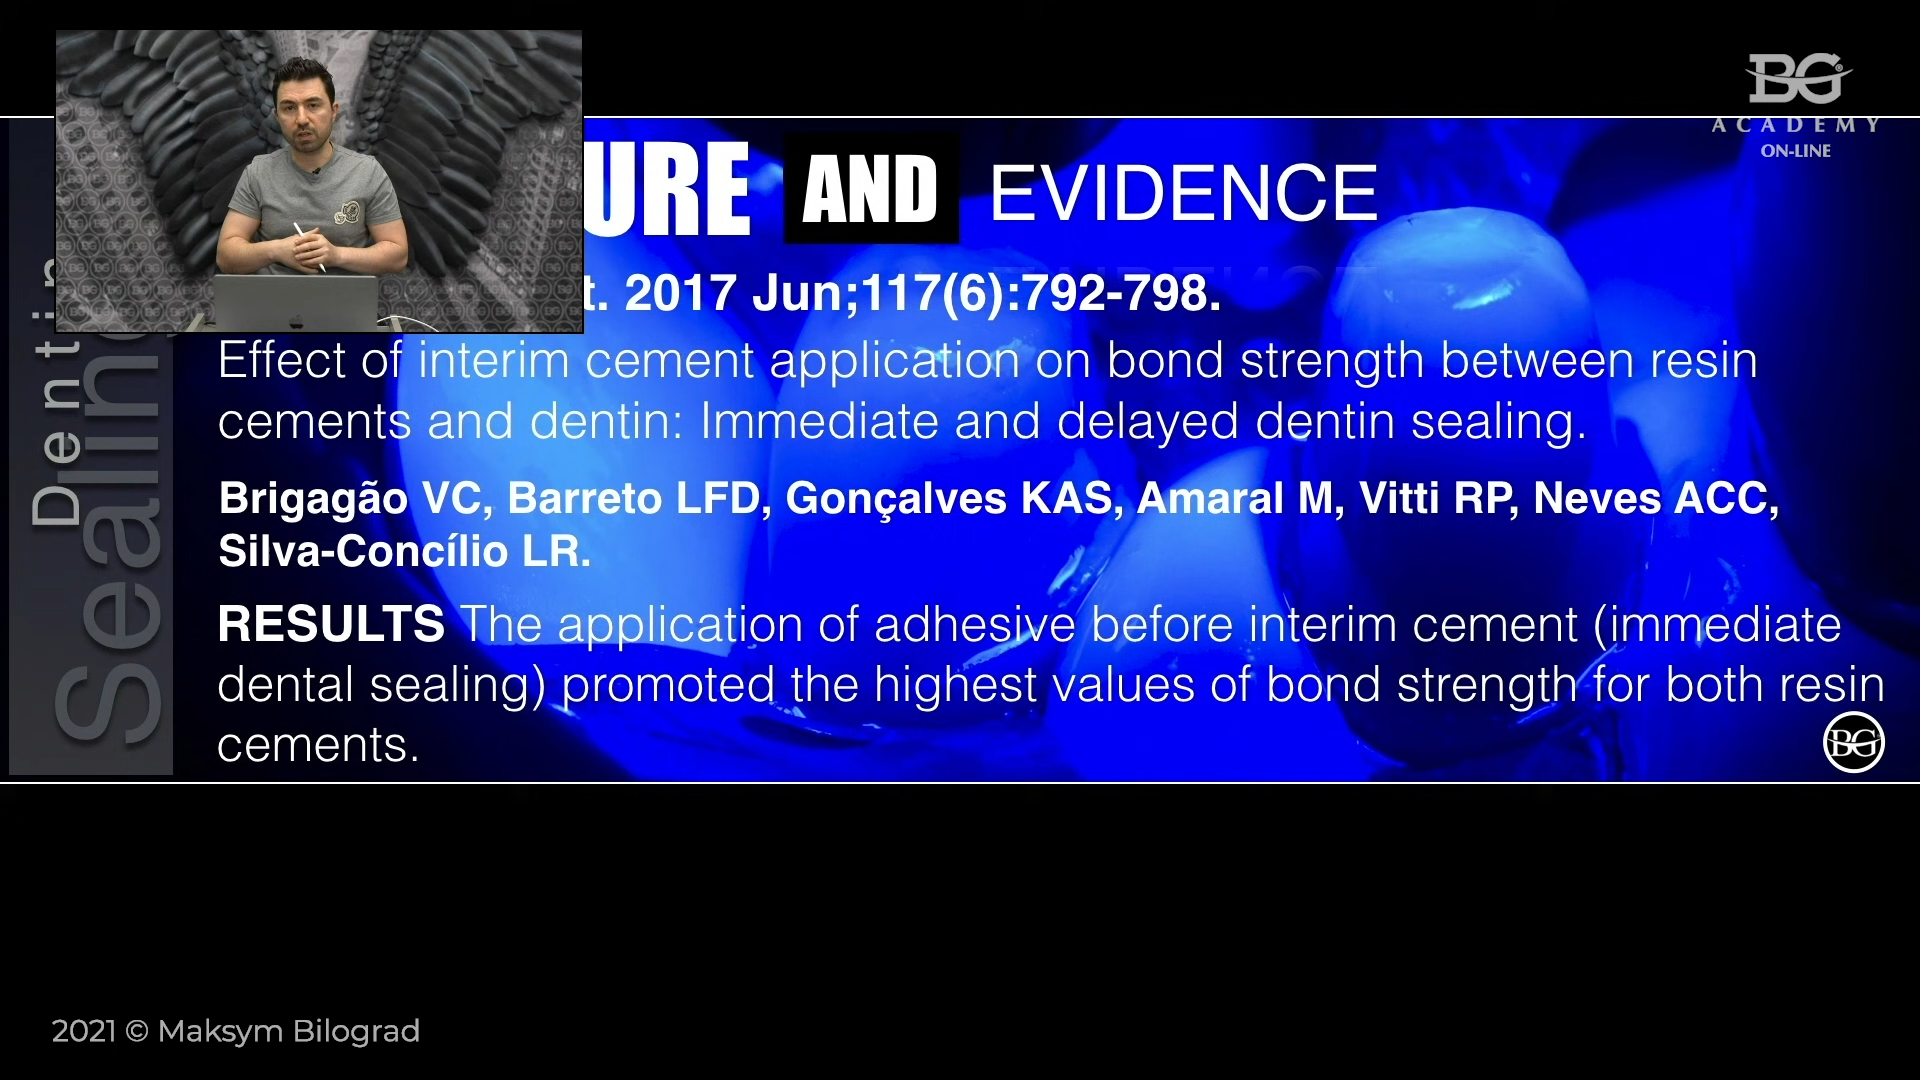 BG
ACADEMY
ON-LINE
URE AND EVIDENCE
t. 2017 Jun;117(6):792-798.
Effect of interim cement application on bond strength between resin
cements and dentin: Immediate and delayed dentin sealing.
Brigagão VC, Barreto LFD, Gonçalves KAS, Amaral M, Vitti RP, Neves ACC,
Silva-Concílio LR.
RESULTS The application of adhesive before interim cement (immediate
dental sealing) promoted the highest values of bond strength for both resin
cements.
Dentin
Sealing
BG
2021 © Maksym Bilograd